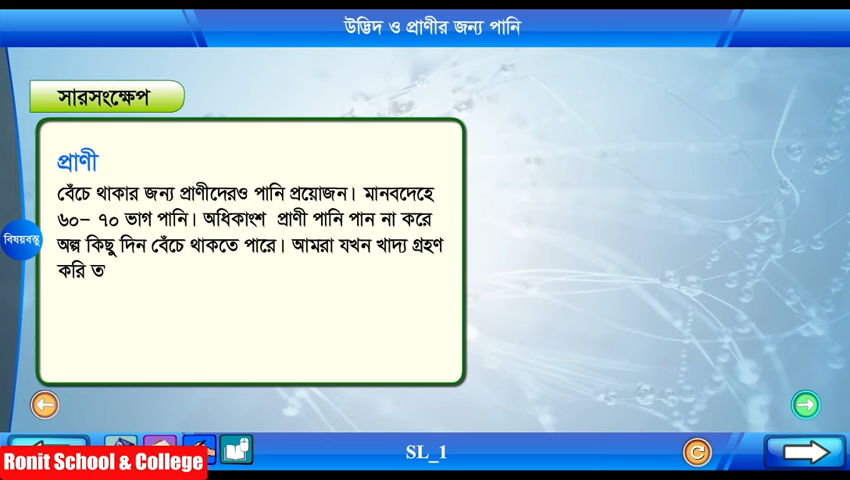 উদ্ভিদ ও প্রাণীর জন্য পানি
সারসংক্ষেপ
প্রাণী
বেঁচে থাকার জন্য প্রাণীদেরও পানি প্রয়োজন। মানবদেহে
৬০– ৭০ ভাগ পানি। অধিকাংশ প্রাণী পানি পান না করে
অল্প কিছু দিন বেঁচে থাকতে পারে। আমরা যখন খাদ্য গ্রহণ
করি ত
বিষয়বস্তু
SL_1
Ronit School & College